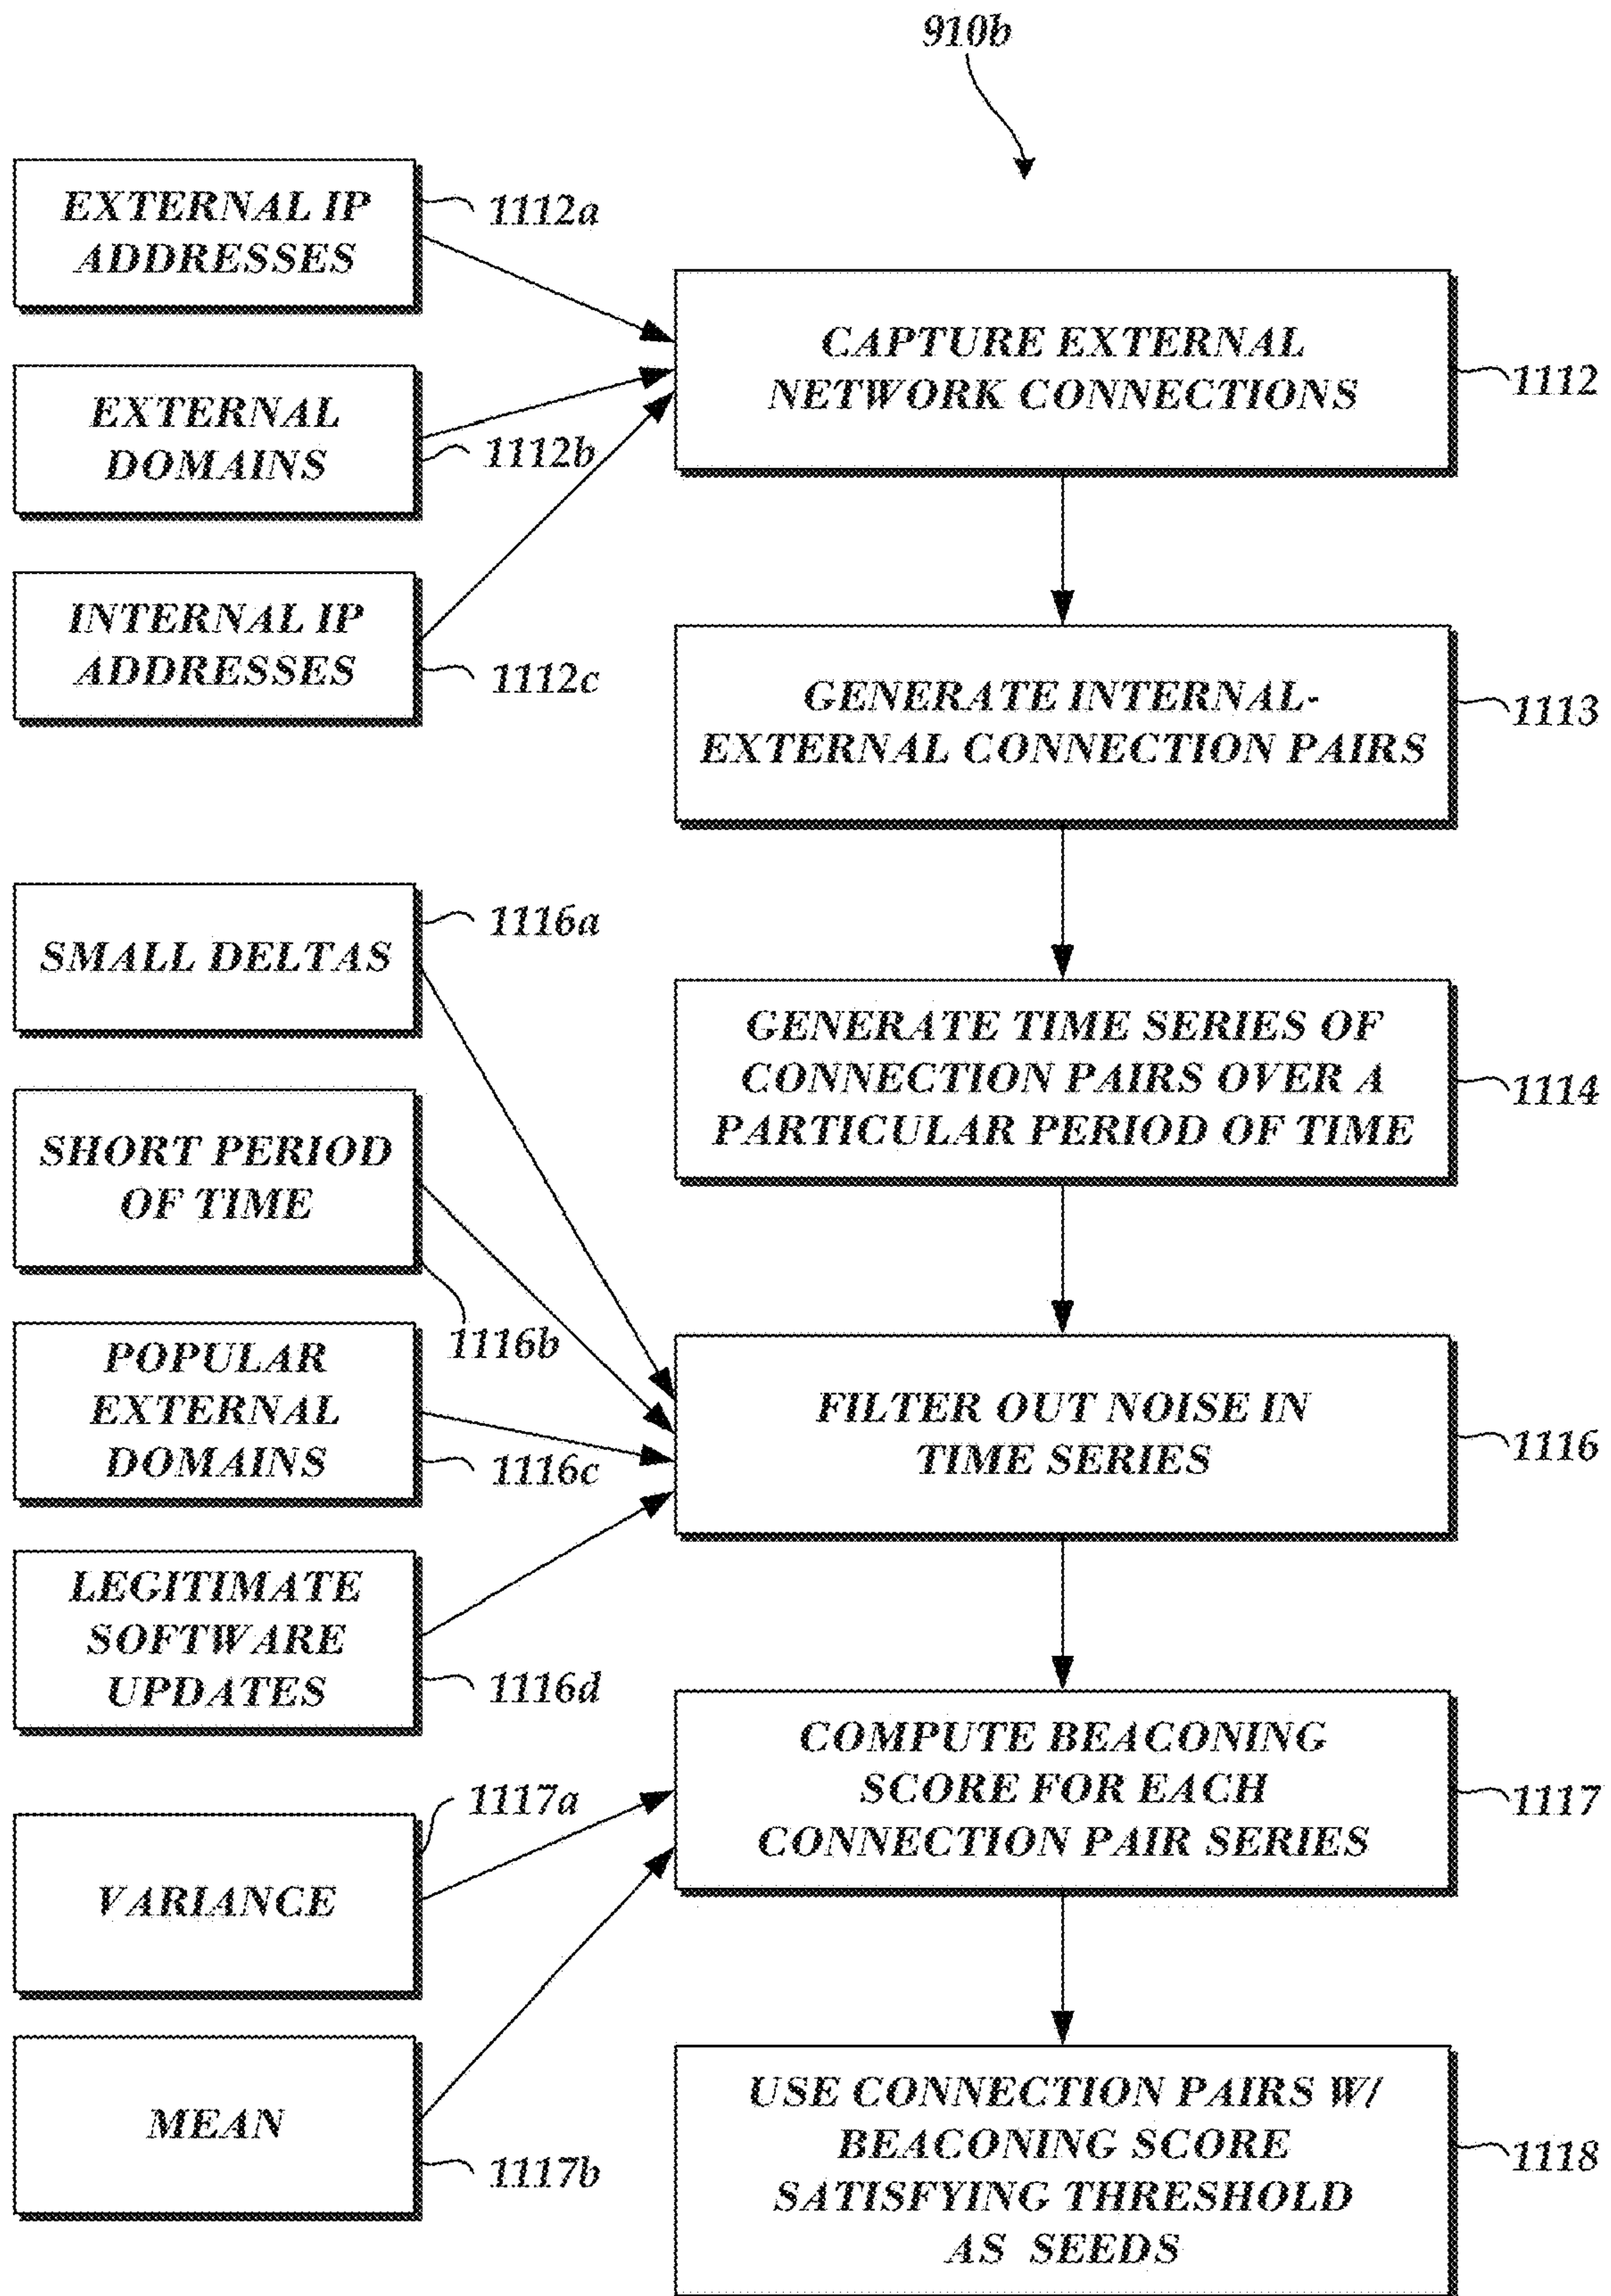 910b
EXTERNAL IP
ADDRESSES
1112a
EXTERNAL
DOMAINS
1112b
INTERNAL IP
ADDRESSES
1112c
CAPTURE EXTERNAL
NETWORK CONNECTIONS
1112
GENERATE INTERNAL-
EXTERNAL CONNECTION PAIRS
1113
SMALL DELTAS
1116a
GENERATE TIME SERIES OF
CONNECTION PAIRS OVER A
PARTICULAR PERIOD OF TIME
1114
SHORT PERIOD
OF TIME
1116b
POPULAR
EXTERNAL
DOMAINS
1116c
LEGITIMATE
SOFTWARE
UPDATES
1116d
FILTER OUT NOISE IN
TIME SERIES
1116
VARIANCE
1117a
MEAN
1117b
COMPUTE BEACONING
SCORE FOR EACH
CONNECTION PAIR SERIES
1117
USE CONNECTION PAIRS W/
BEACONING SCORE
SATISFYING THRESHOLD
AS SEEDS
1118